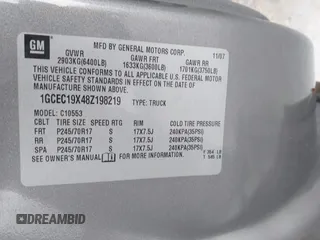 GM
MFD BY GENERAL MOTORS CORP. 11/07
GVWR GAWR FRT GAWR RR
2903KG(6400LB) 1633KG(3600LB) 1701KG(3750LB)
THIS VEHICLE CONFORMS TO ALL APPLICABLE U.S. FEDERAL MOTOR
VEHICLE SAFETY STANDARDS IN EFFECT ON THE DATE OF
MANUFACTURE SHOWN ABOVE.
1GCEC19X48Z198219 TYPE: TRUCK
MODEL: C10553
TIRE SIZE SPEED RTG RIM COLD TIRE PRESSURE
FRT P245/70R17 S 17X7.5J 240KPA(35PSI)
RR P245/70R17 S 17X7.5J 240KPA(35PSI)
SPA P245/70R17 S 17X7.5J 240KPA(35PSI)
SEE OWNER'S MANUAL FOR MORE INFORMATION.
DREAMBID